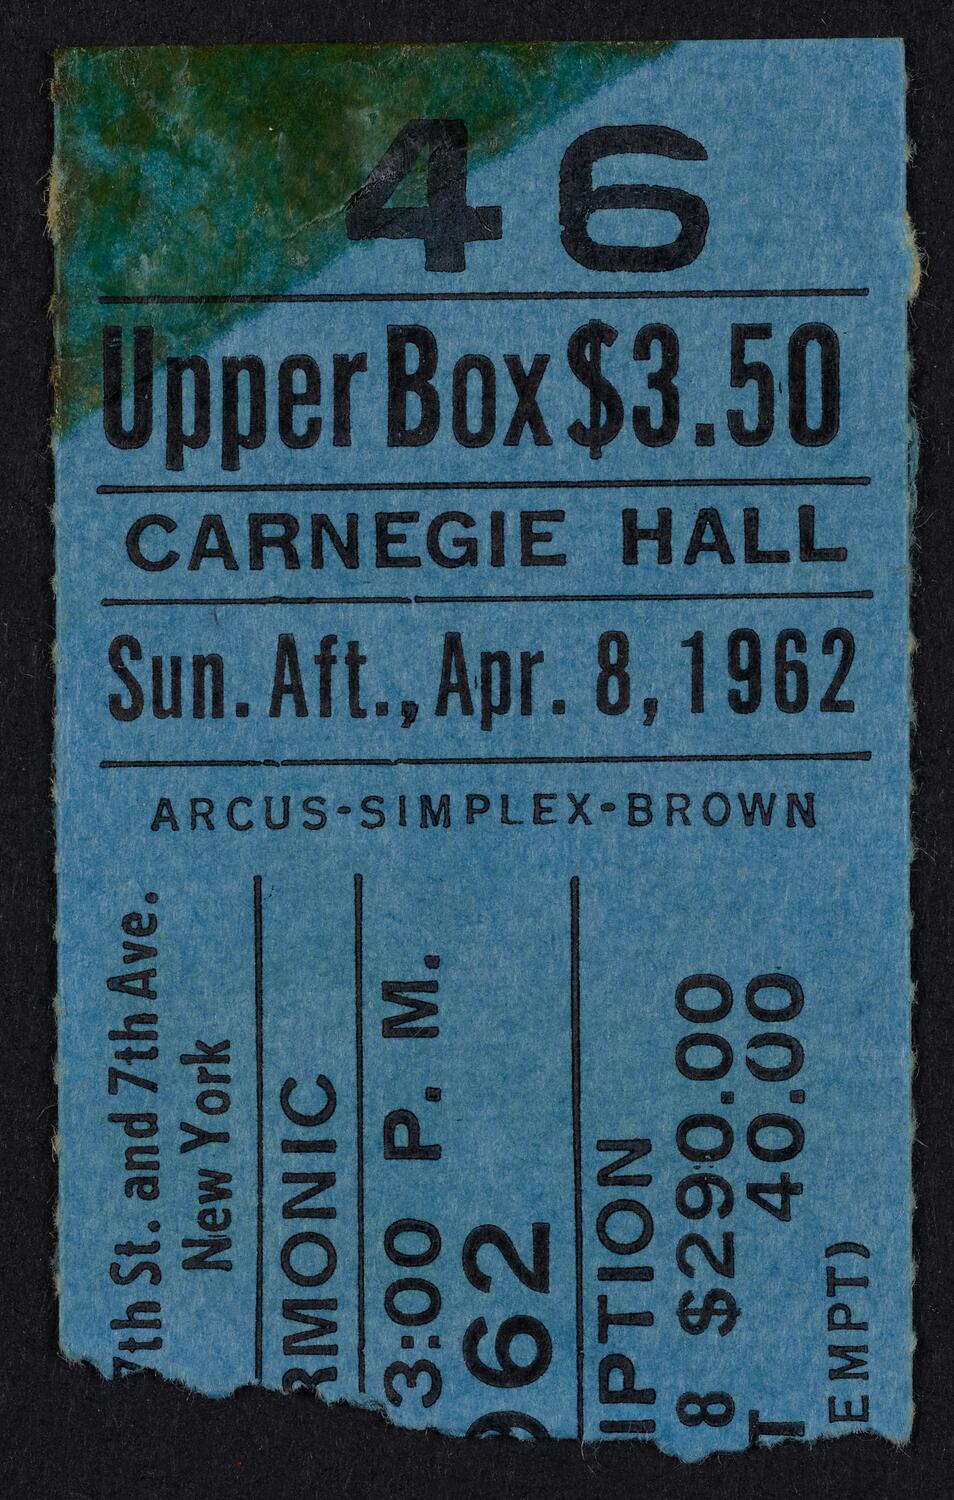 46
Upper Box $3.50
CARNEGIE HALL
Sun. Aft., Apr. 8, 1962
ARCUS-SIMPLEX-BROWN
7th St. and 7th Ave.
New York
RMONIC
3:00 P. M.
962
IPTION
8 $290.00
T 40.00
EMPT)